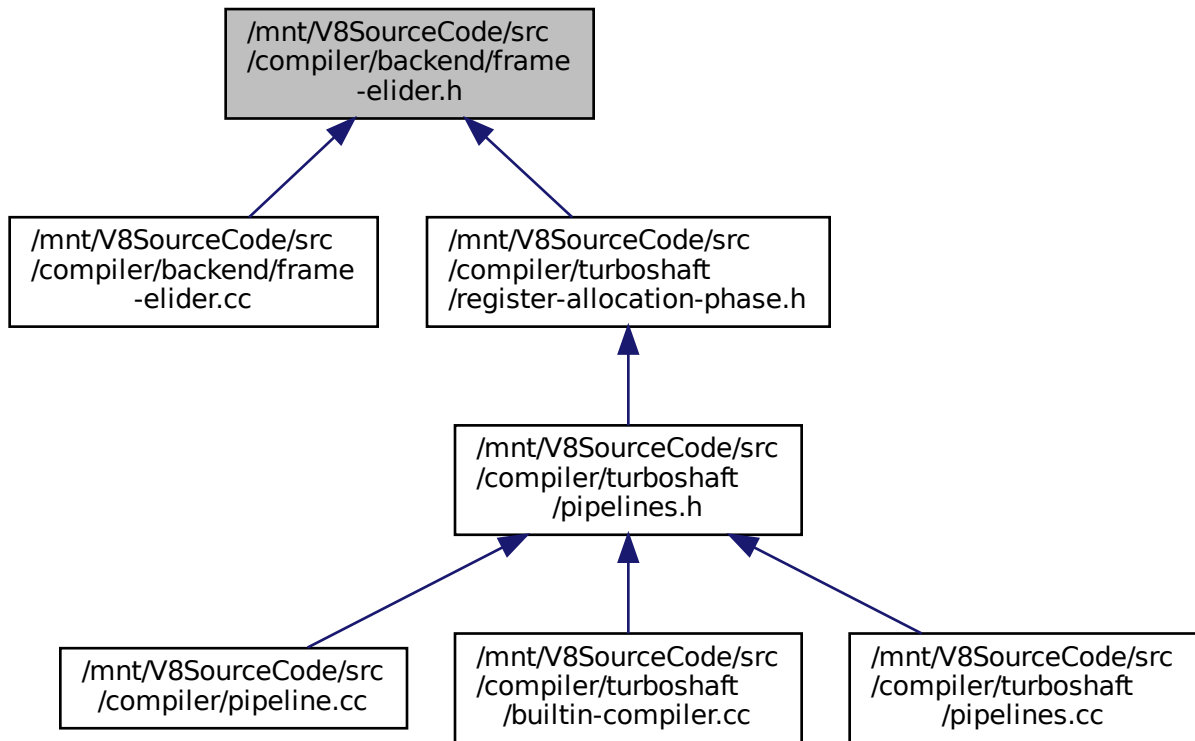 /mnt/V8SourceCode/src
/compiler/backend/frame
-elider.h
/mnt/V8SourceCode/src
/compiler/backend/frame
-elider.cc
/mnt/V8SourceCode/src
/compiler/turboshaft
/register-allocation-phase.h
/mnt/V8SourceCode/src
/compiler/turboshaft
/pipelines.h
/mnt/V8SourceCode/src
/compiler/pipeline.cc
/mnt/V8SourceCode/src
/compiler/turboshaft
/builtin-compiler.cc
/mnt/V8SourceCode/src
/compiler/turboshaft
/pipelines.cc